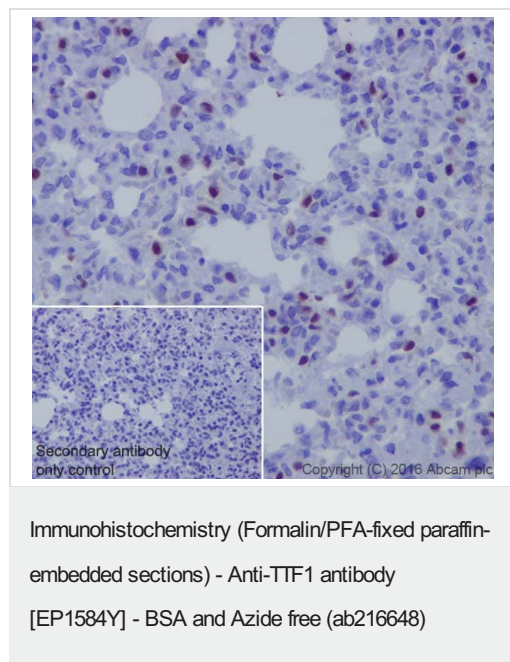 Secondary antibody
only control
Copyright (C) 2016 Abcam plc
Immunohistochemistry (Formalin/PFA-fixed paraffin-
embedded sections) - Anti-TTF1 antibody
[EP1584Y] - BSA and Azide free (ab216648)